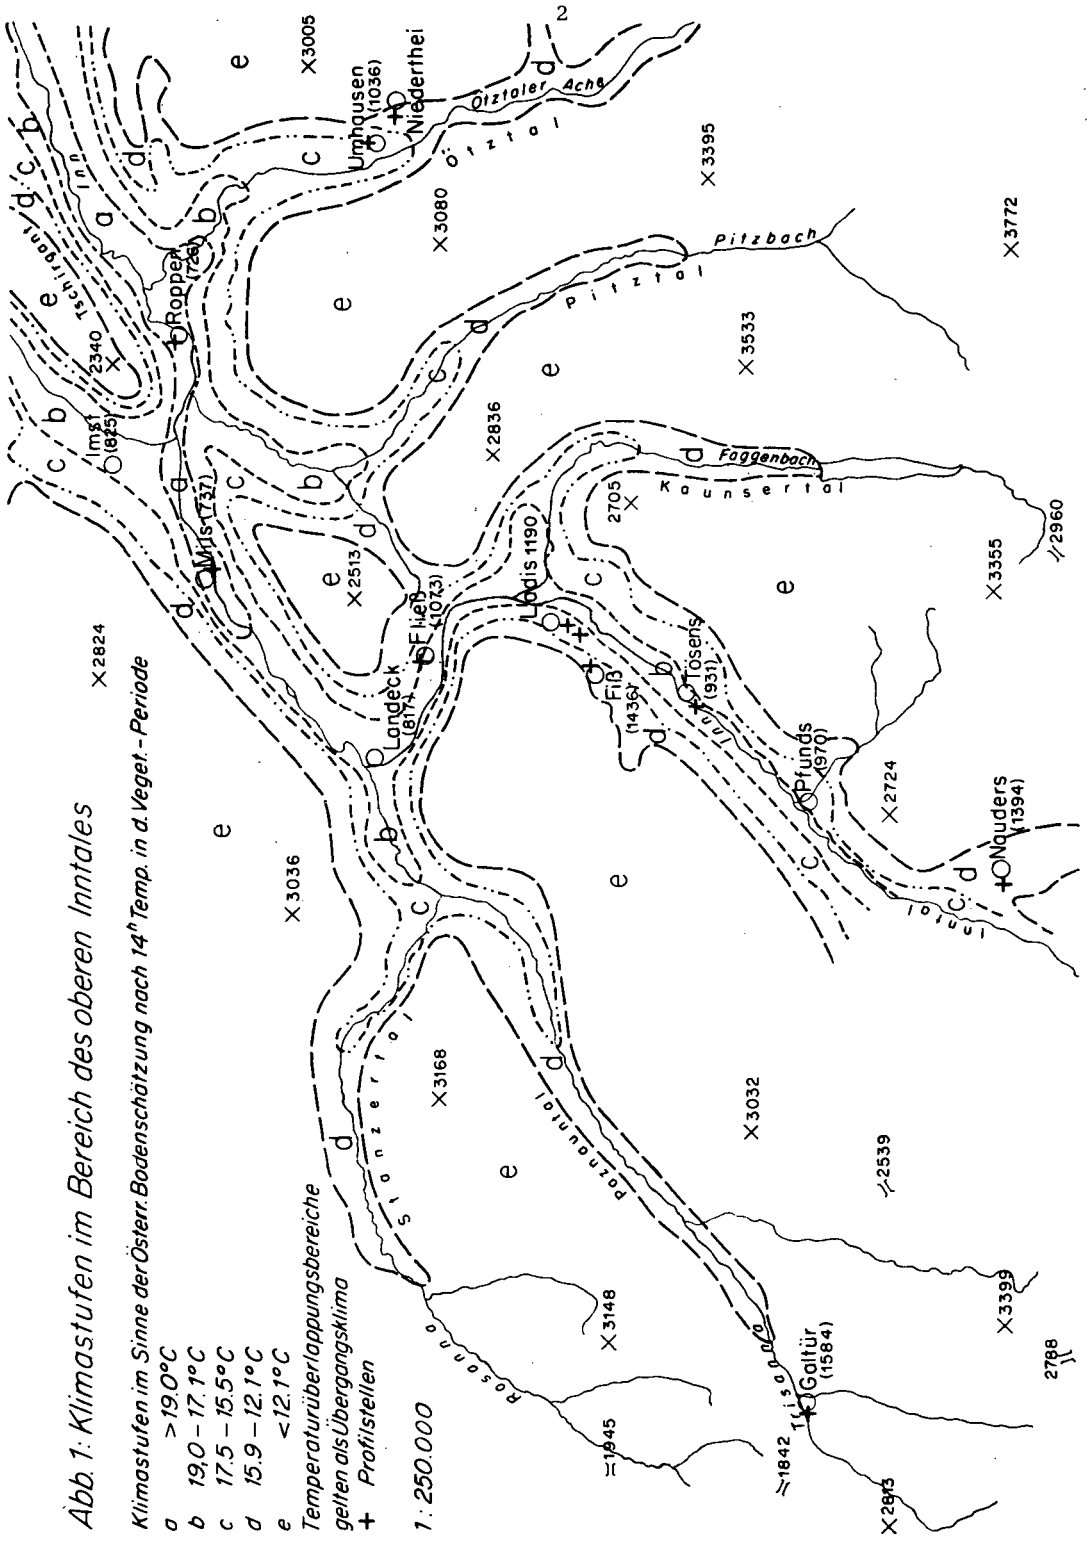 2
Abb. 1: Klimastufen im Bereich des oberen Inntales
Klimastufen im Sinne der Österr. Bodenschätzung nach 14ʰ Temp. in d. Veget.-Periode
a >19.0°C
b 19,0 – 17.1°C
c 17.5 – 15.5°C
d 15.9 – 12.1°C
e <12.1°C
Temperaturüberlappungsbereiche
gelten als Übergangsklima
+ Profilstellen
1 : 250.000
×2824
e
×3036
d
Stanzertal
Rosanna
×3168
e
×3148
≍1945
Paznauntal
d
Trisanna
Galtür
(1584)
≍1842
×2813
×3032
≍2539
×3399
2788
≍
c
b
Landeck
(817)
e
d
Mils (737)
a
c
b
Imst
(825)
c
b
2340
×
e
Tschirgant
d
c
b
Inn
a
Roppen
(726)
b
d
e
×3005
c
Umhausen
(1036)
Niederthei
d
Ötztaler Ache
Ötztal
×3080
×3395
e
Pitzbach
Pitztal
d
c
×3533
×3772
e
×2836
e
×2513
d
Fließ
(1073)
Ladis 1190
c
2705
×
d
Faggenbach
Kaunsertal
e
×3355
≍2960
Fiß
(1436)
d
b
Tösens
(931)
Inn
Pfunds
(970)
c
×2724
Nauders
(1394)
d
c
Inntal